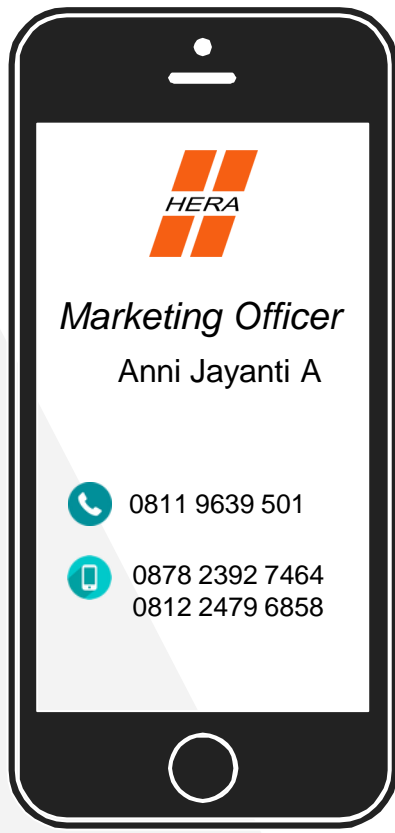 HERA
Marketing Officer
Anni Jayanti A
0811 9639 501
0878 2392 7464
0812 2479 6858